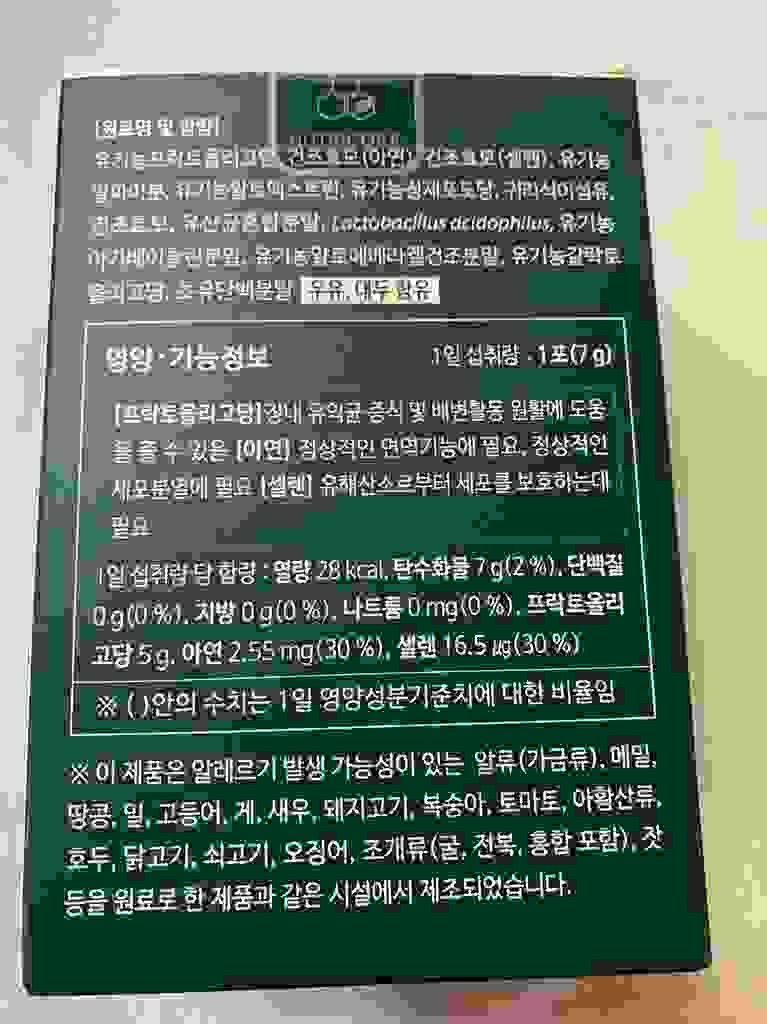 [원료명 및 함량]
유기농프락토올리고당, 건조효모(아연), 건조효모(셀렌), 유기농
유기농말토덱스트린, 유기농쌀제포도당, 귀리식이섬유,
건조효모, 유산균혼합분말, Lactobacillus acidophilus, 유기농
아가베이눌린분말, 유기농알로에베라겔건조분말, 유기농갈락토
올리고당, 초유단백분말 우유, 대두 함유
영양·기능정보 1일 섭취량 : 1포(7 g)
[프락토올리고당] 장내 유익균 증식 및 배변활동 원활에 도움
을 줄 수 있음 [아연] 정상적인 면역기능에 필요, 정상적인
세포분열에 필요 [셀렌] 유해산소로부터 세포를 보호하는데
필요
1일 섭취량 당 함량 : 열량 28 kcal, 탄수화물 7 g(2 %), 단백질
0 g(0 %), 지방 0 g(0 %), 나트륨 0 mg(0 %), 프락토올리
고당 5 g, 아연 2.55 mg(30 %), 셀렌 16.5 ㎍(30 %)
※ ( )안의 수치는 1일 영양성분기준치에 대한 비율임
※ 이 제품은 알레르기 발생 가능성이 있는 알류(가금류), 메밀,
땅콩, 밀, 고등어, 게, 새우, 돼지고기, 복숭아, 토마토, 아황산류,
호두, 닭고기, 쇠고기, 오징어, 조개류(굴, 전복, 홍합 포함), 잣
등을 원료로 한 제품과 같은 시설에서 제조되었습니다.